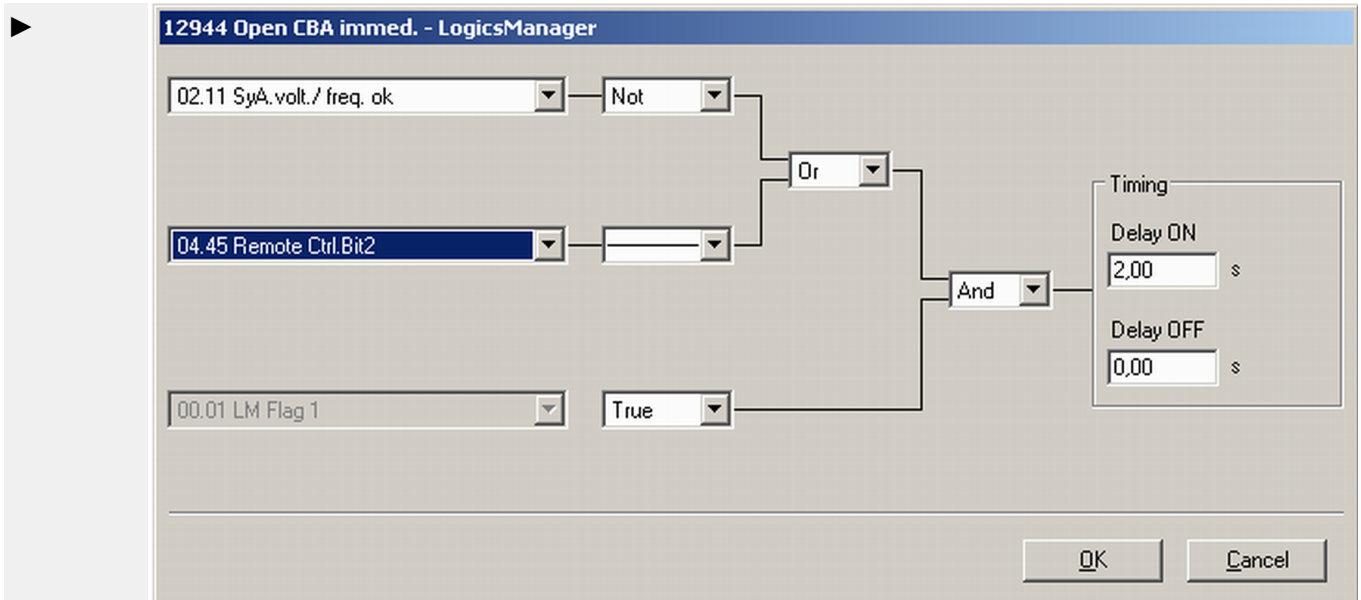 12944 Open CBA immed. - LogicsManager
02.11 SyA.volt./ freq. ok
Not
Or
Timing
Delay ON
04.45 Remote Ctrl.Bit2
2,00 s
And
Delay OFF
0,00 s
00.01 LM Flag 1
True
OK
Cancel